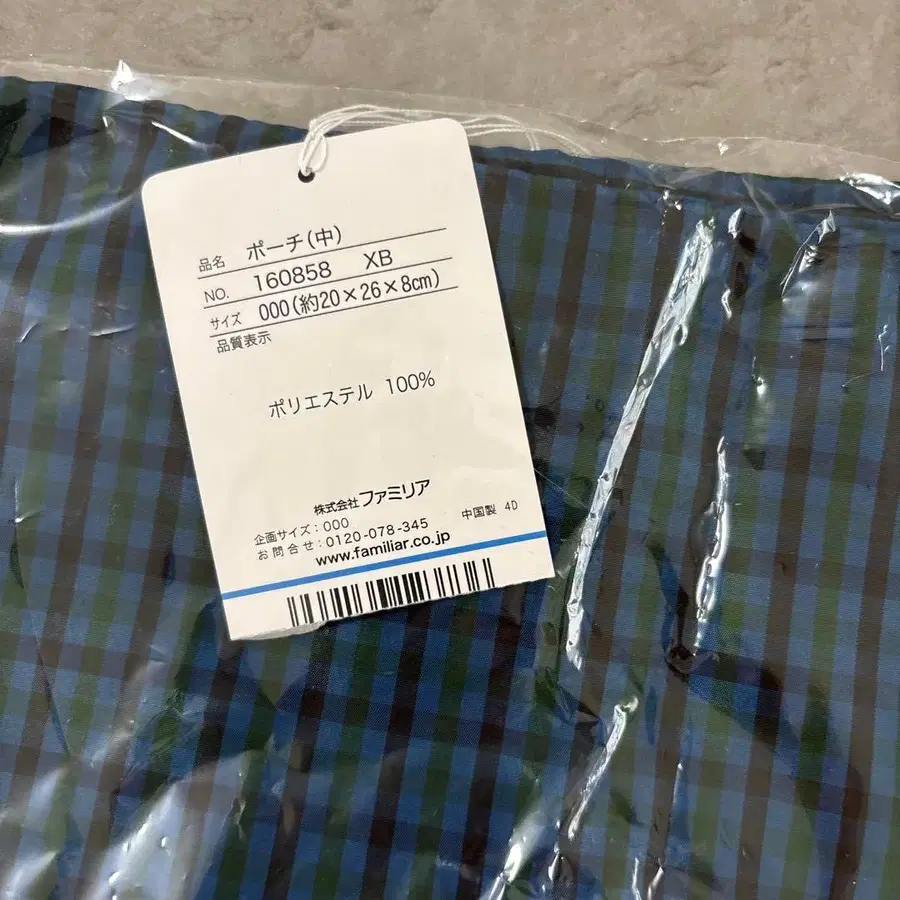 品名 ポーチ(中)
NO. 160858 XB
サイズ 000(約20×26×8cm)
品質表示
ポリエステル 100%
株式会社ファミリア
企画サイズ:000
お問合せ:0120-078-345 中国製 4D
www.familiar.co.jp